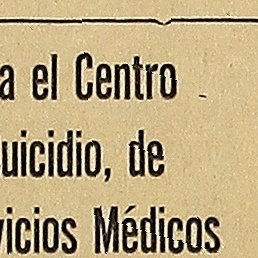 a el Centro
uicidio, de
vicios Médicos